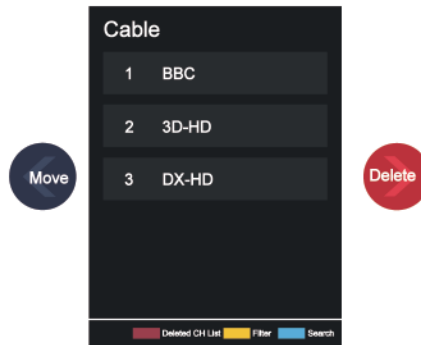 Cable
1 BBC
2 3D-HD
Move
3 DX-HD
Delete
Deleted CH List Filter Search